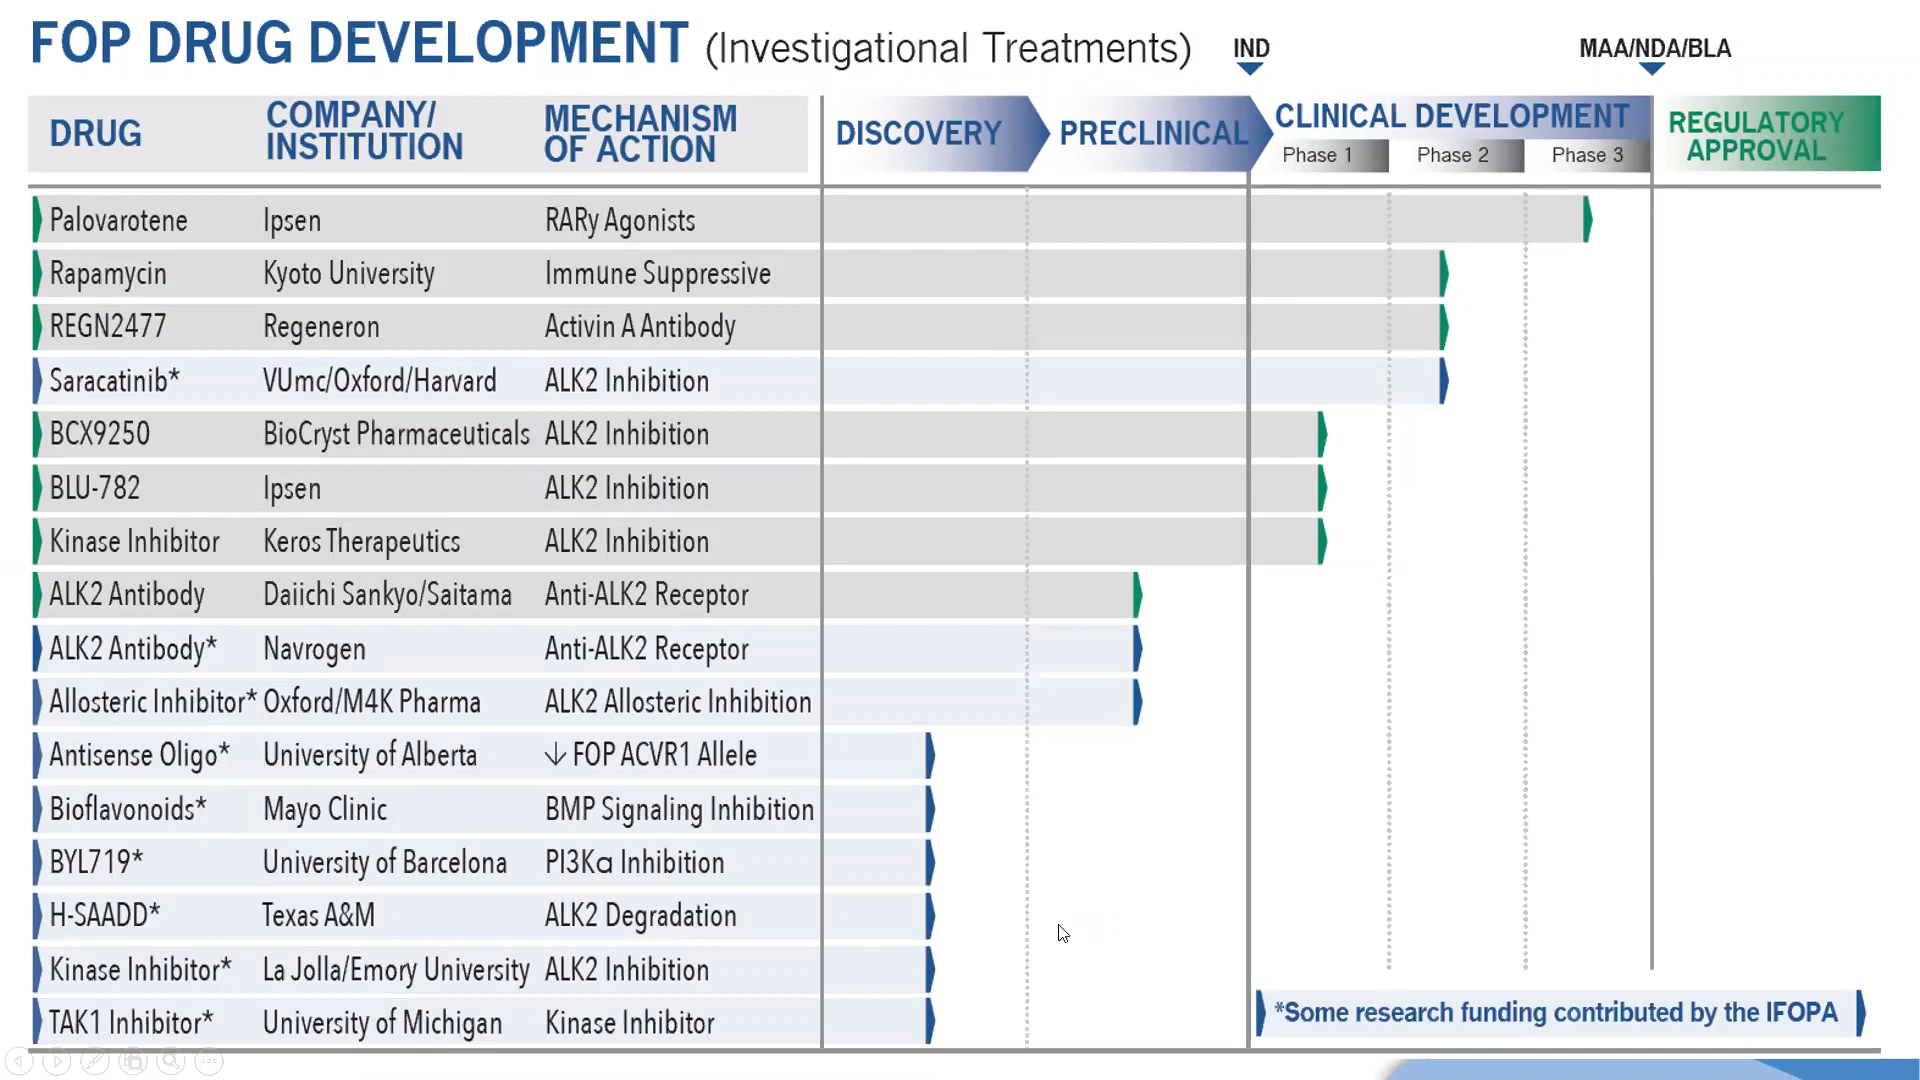 FOP DRUG DEVELOPMENT (Investigational Treatments)
IND
MAA/NDA/BLA
DRUG
COMPANY/
INSTITUTION
MECHANISM
OF ACTION
DISCOVERY
PRECLINICAL
CLINICAL DEVELOPMENT
Phase 1
Phase 2
Phase 3
REGULATORY
APPROVAL
Palovarotene Ipsen RARy Agonists
Rapamycin Kyoto University Immune Suppressive
REGN2477 Regeneron Activin A Antibody
Saracatinib* VUmc/Oxford/Harvard ALK2 Inhibition
BCX9250 BioCryst Pharmaceuticals ALK2 Inhibition
BLU-782 Ipsen ALK2 Inhibition
Kinase Inhibitor Keros Therapeutics ALK2 Inhibition
ALK2 Antibody Daiichi Sankyo/Saitama Anti-ALK2 Receptor
ALK2 Antibody* Navrogen Anti-ALK2 Receptor
Allosteric Inhibitor* Oxford/M4K Pharma ALK2 Allosteric Inhibition
Antisense Oligo* University of Alberta ↓ FOP ACVR1 Allele
Bioflavonoids* Mayo Clinic BMP Signaling Inhibition
BYL719* University of Barcelona PI3Kα Inhibition
H-SAADD* Texas A&M ALK2 Degradation
Kinase Inhibitor* La Jolla/Emory University ALK2 Inhibition
TAK1 Inhibitor* University of Michigan Kinase Inhibitor
*Some research funding contributed by the IFOPA